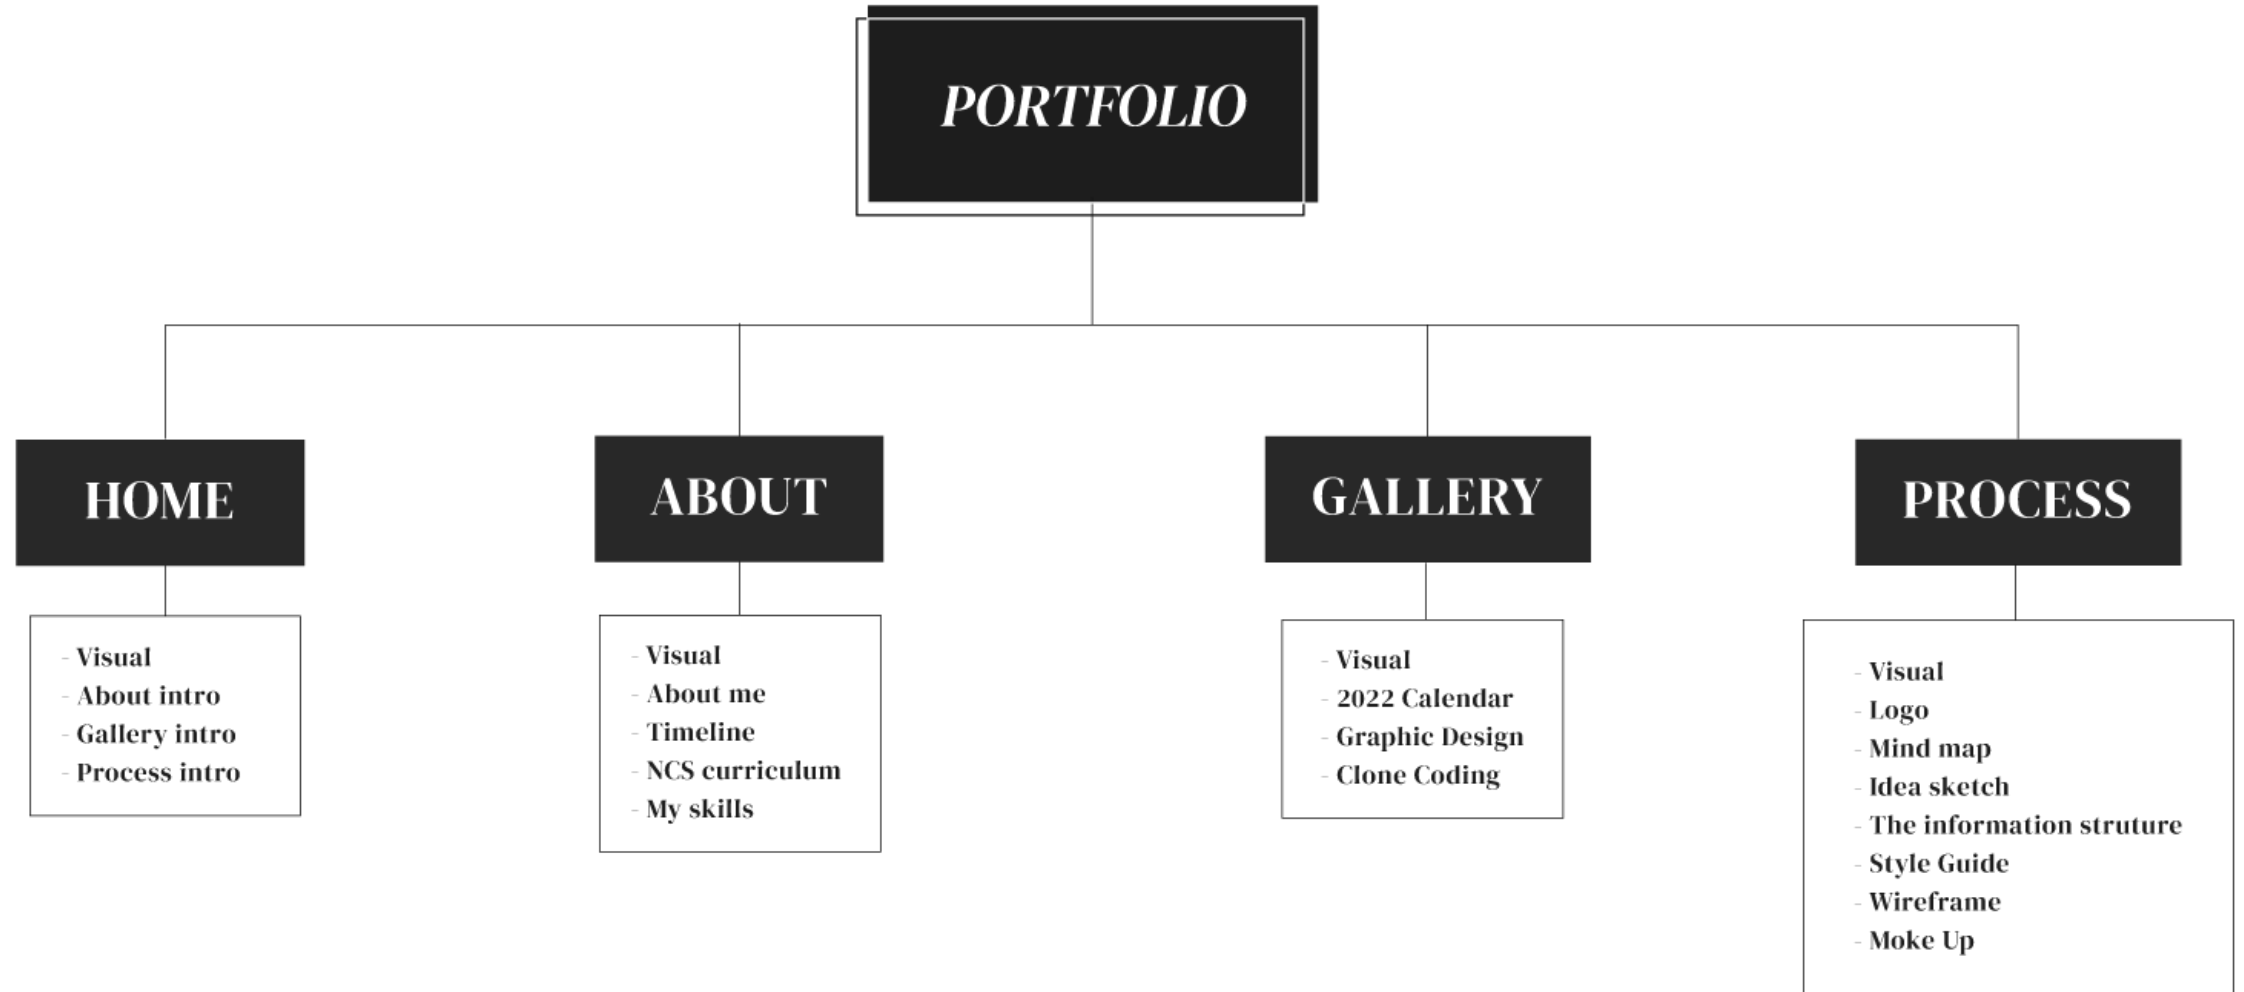 PORTFOLIO
HOME
- Visual
- About intro
- Gallery intro
- Process intro
ABOUT
- Visual
- About me
- Timeline
- NCS curriculum
- My skills
GALLERY
- Visual
- 2022 Calendar
- Graphic Design
- Clone Coding
PROCESS
- Visual
- Logo
- Mind map
- Idea sketch
- The information struture
- Style Guide
- Wireframe
- Moke Up